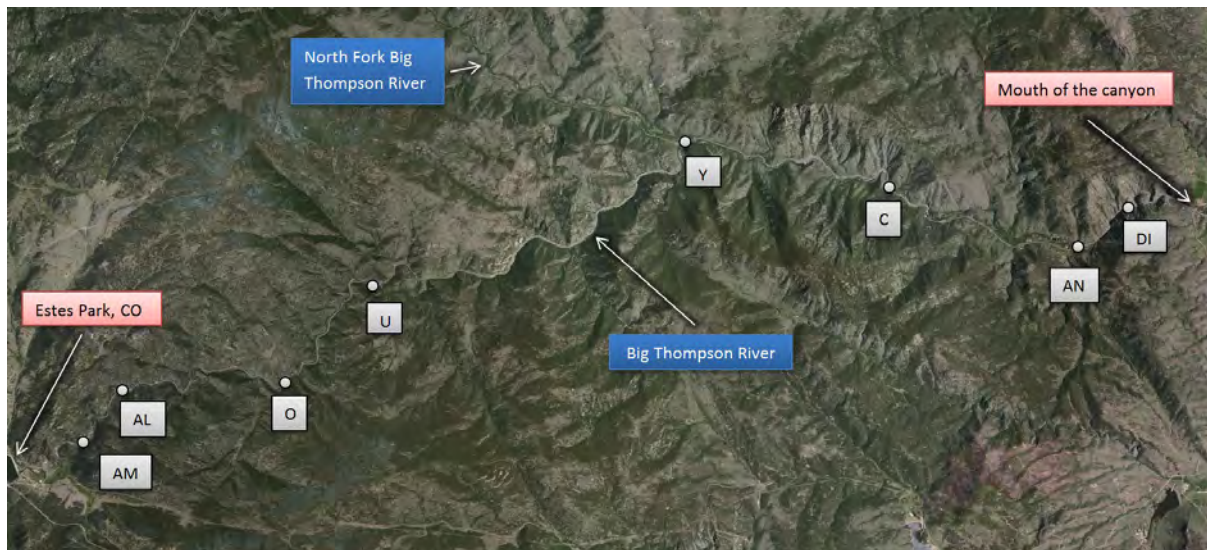 North Fork Big
Thompson River
Mouth of the canyon
Y
C
DI
AN
Estes Park, CO
U
Big Thompson River
AL
O
AM